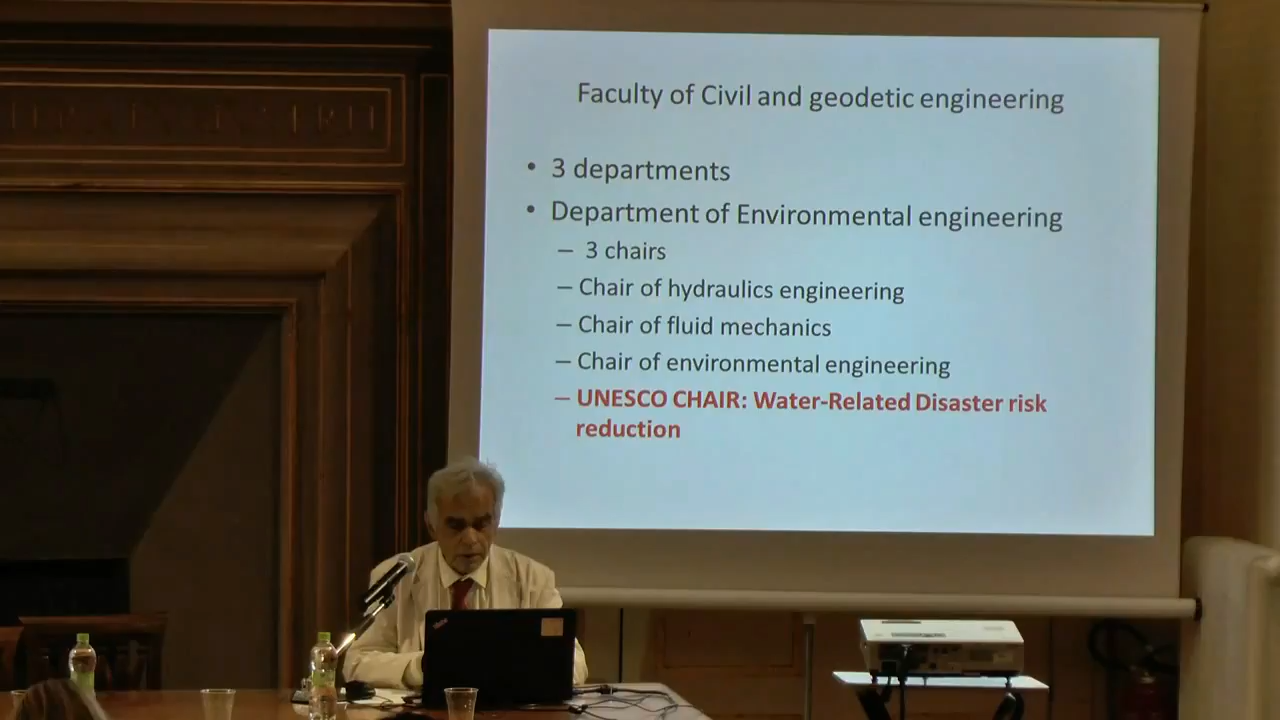 Faculty of Civil and geodetic engineering
• 3 departments
• Department of Environmental engineering
– 3 chairs
– Chair of hydraulics engineering
– Chair of fluid mechanics
– Chair of environmental engineering
– UNESCO CHAIR: Water-Related Disaster risk
reduction